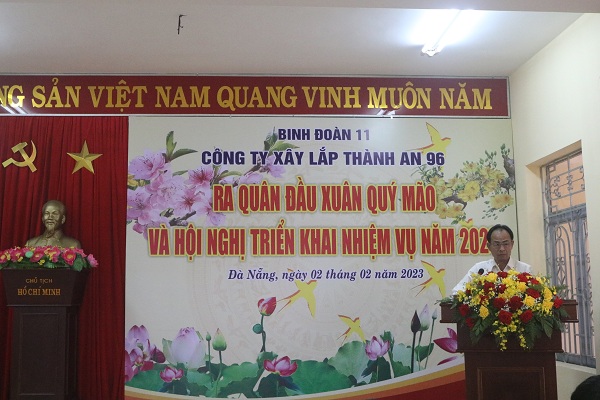 NG SẢN VIỆT NAM QUANG VINH MUÔN NĂM
BINH ĐOÀN 11
CÔNG TY XÂY LẮP THÀNH AN 96
RA QUÂN ĐẦU XUÂN QUÝ MÃO
VÀ HỘI NGHỊ TRIỂN KHAI NHIỆM VỤ NĂM 202
Đà Nẵng, ngày 02 tháng 02 năm 2023
CHỦ TỊCH
HỒ CHÍ MINH